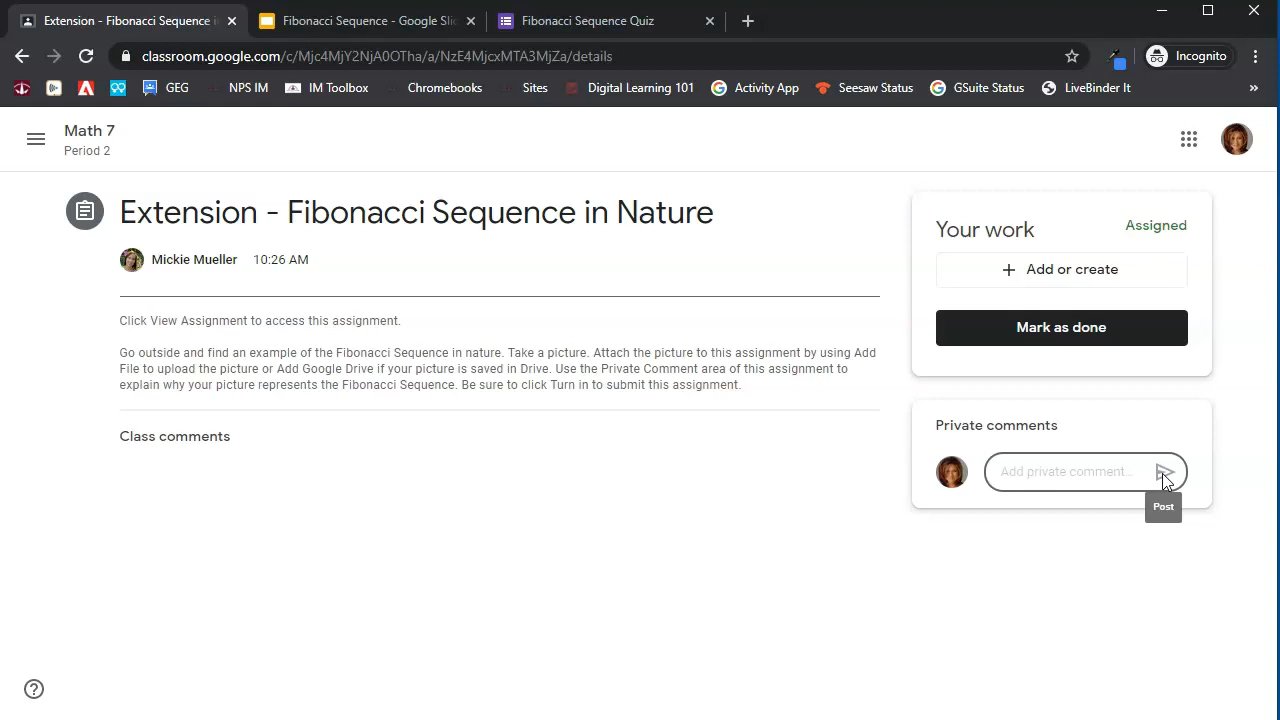 Extension - Fibonacci Sequence i
Fibonacci Sequence - Google Slid
Fibonacci Sequence Quiz
classroom.google.com/c/Mjc4MjY2NjA0OTha/a/NzE4MjcxMTA3MjZa/details
Incognito
GEG
NPS IM
IM Toolbox
Chromebooks
Sites
Digital Learning 101
Activity App
Seesaw Status
GSuite Status
LiveBinder It
»
Math 7
Period 2
Extension - Fibonacci Sequence in Nature
Mickie Mueller 10:26 AM
Click View Assignment to access this assignment.
Go outside and find an example of the Fibonacci Sequence in nature. Take a picture. Attach the picture to this assignment by using Add
File to upload the picture or Add Google Drive if your picture is saved in Drive. Use the Private Comment area of this assignment to
explain why your picture represents the Fibonacci Sequence. Be sure to click Turn in to submit this assignment.
Class comments
Your work
Assigned
+ Add or create
Mark as done
Private comments
Add private comment...
Post